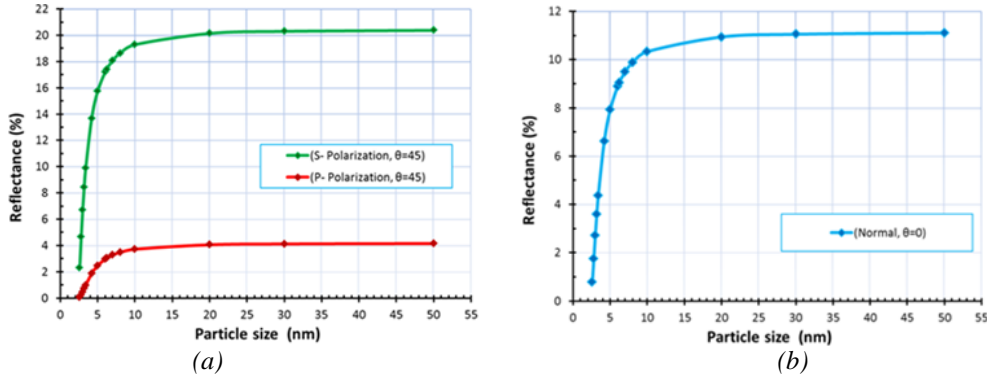 22
20
18
16
14
12
10
8
6
4
2
0
Reflectance (%)
(S- Polarization, θ=45)
(P- Polarization, θ=45)
0 5 10 15 20 25 30 35 40 45 50 55
Particle size (nm)
(a)
12
10
8
6
4
2
0
Reflectance (%)
(Normal, θ=0)
0 5 10 15 20 25 30 35 40 45 50 55
Particle size (nm)
(b)